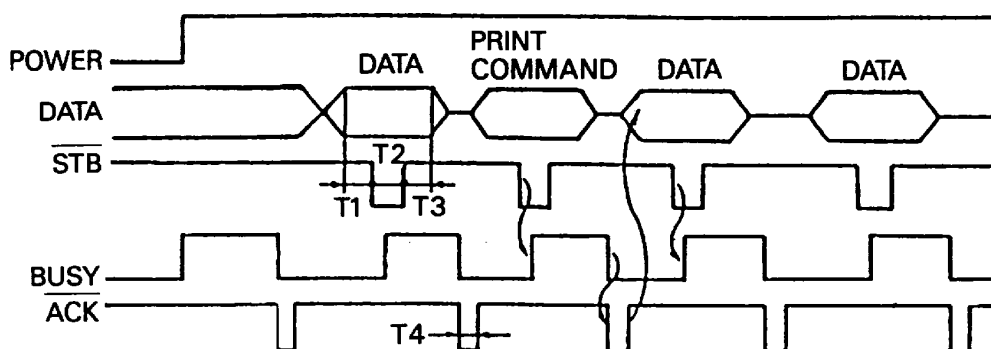 POWER
DATA
PRINT
COMMAND
DATA
DATA
DATA
STB
T2
T1
T3
BUSY
ACK
T4